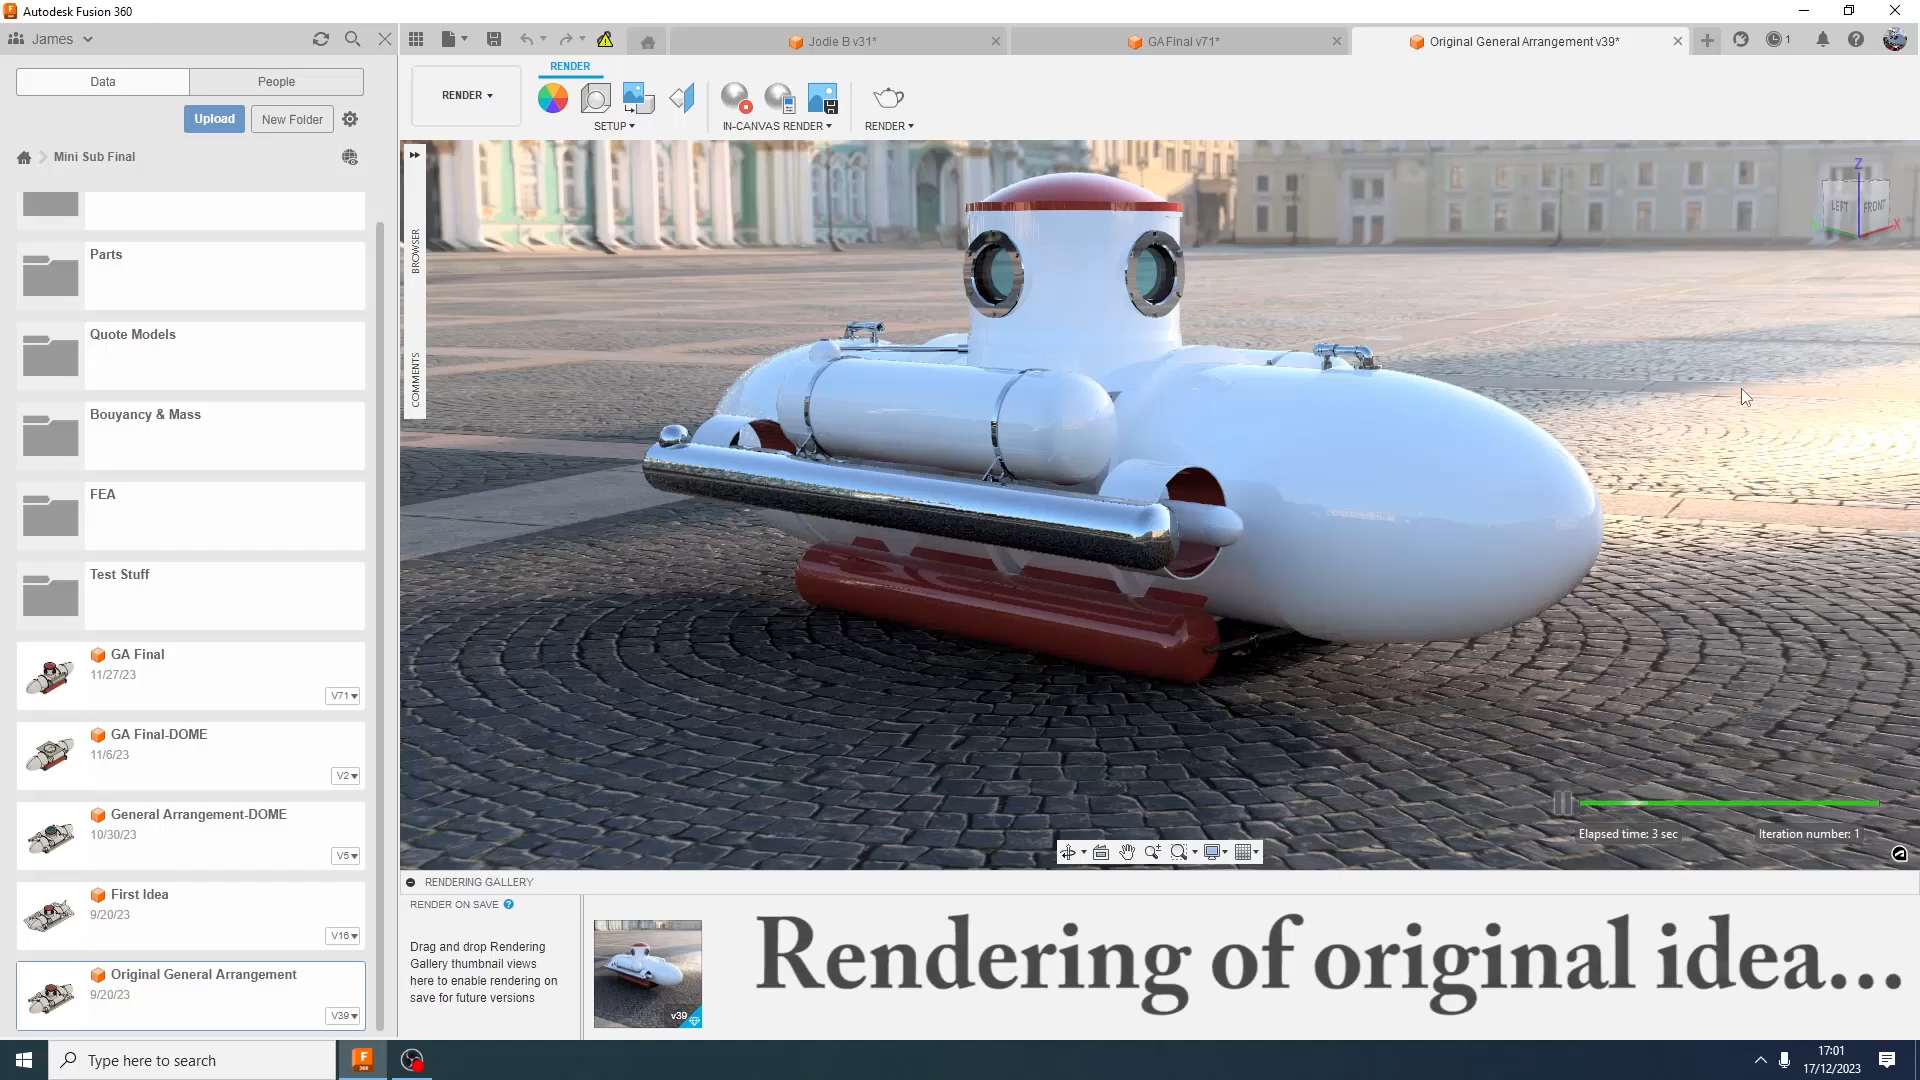 Autodesk Fusion 360
James
Jodie B v31*
GA Final v71*
Original General Arrangement v39*
1
Data
People
RENDER
RENDER
Upload
New Folder
SETUP
IN-CANVAS RENDER
RENDER
Mini Sub Final
BROWSER
COMMENTS
Z
LEFT
FRONT
X
Parts
Quote Models
Bouyancy & Mass
FEA
Test Stuff
GA Final
11/27/23
V71
GA Final-DOME
11/6/23
V2
General Arrangement-DOME
10/30/23
V5
First Idea
9/20/23
V16
Original General Arrangement
9/20/23
V39
Elapsed time: 3 sec
Iteration number: 1
RENDERING GALLERY
RENDER ON SAVE
Drag and drop Rendering
Gallery thumbnail views
here to enable rendering on
save for future versions
v39
Rendering of original idea...
Type here to search
F
360
17:01
17/12/2023